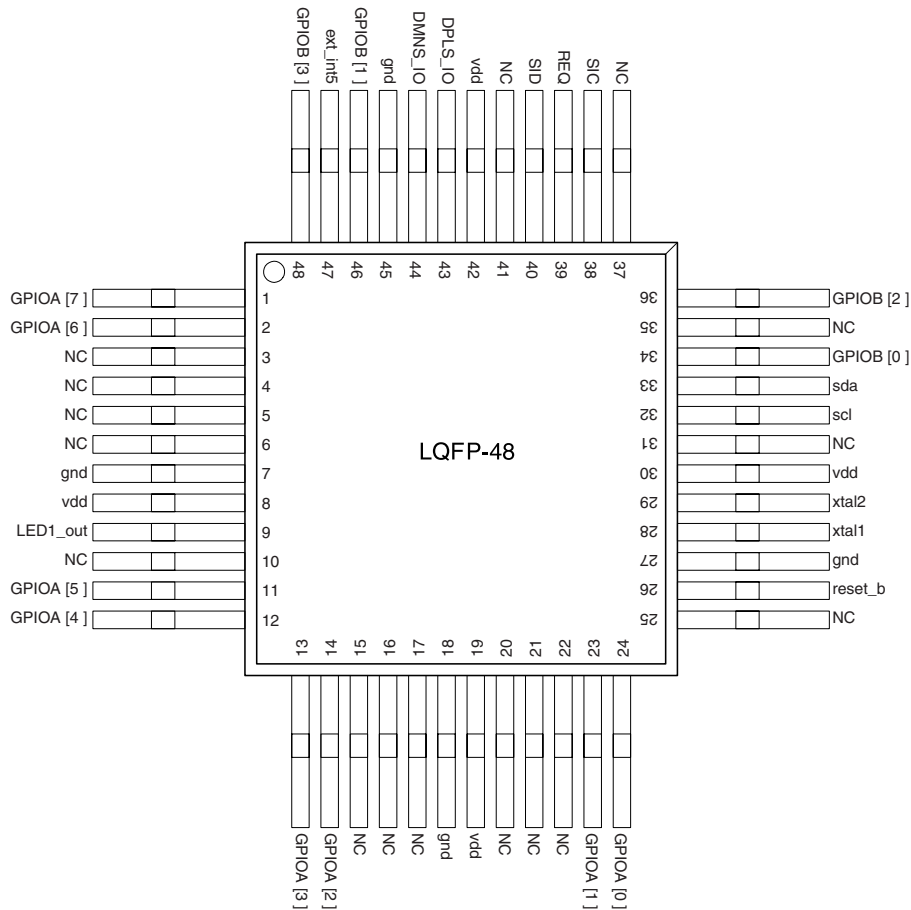 GPIOB [3 ]
ext_int5
GPIOB [1 ]
gnd
DMNS_IO
DPLS_IO
vdd
NC
SID
REQ
SIC
NC
48
47
46
45
44
43
42
41
40
39
38
37
GPIOA [7 ]
1
GPIOA [6 ]
2
NC
3
NC
4
NC
5
NC
6
gnd
7
vdd
8
LED1_out
9
NC
10
GPIOA [5 ]
11
GPIOA [4 ]
12
LQFP-48
36
GPIOB [2 ]
35
NC
34
GPIOB [0 ]
33
sda
32
scl
31
NC
30
vdd
29
xtal2
28
xtal1
27
gnd
26
reset_b
25
NC
13
14
15
16
17
18
19
20
21
22
23
24
GPIOA [3 ]
GPIOA [2 ]
NC
NC
NC
gnd
vdd
NC
NC
NC
GPIOA [1 ]
GPIOA [0 ]